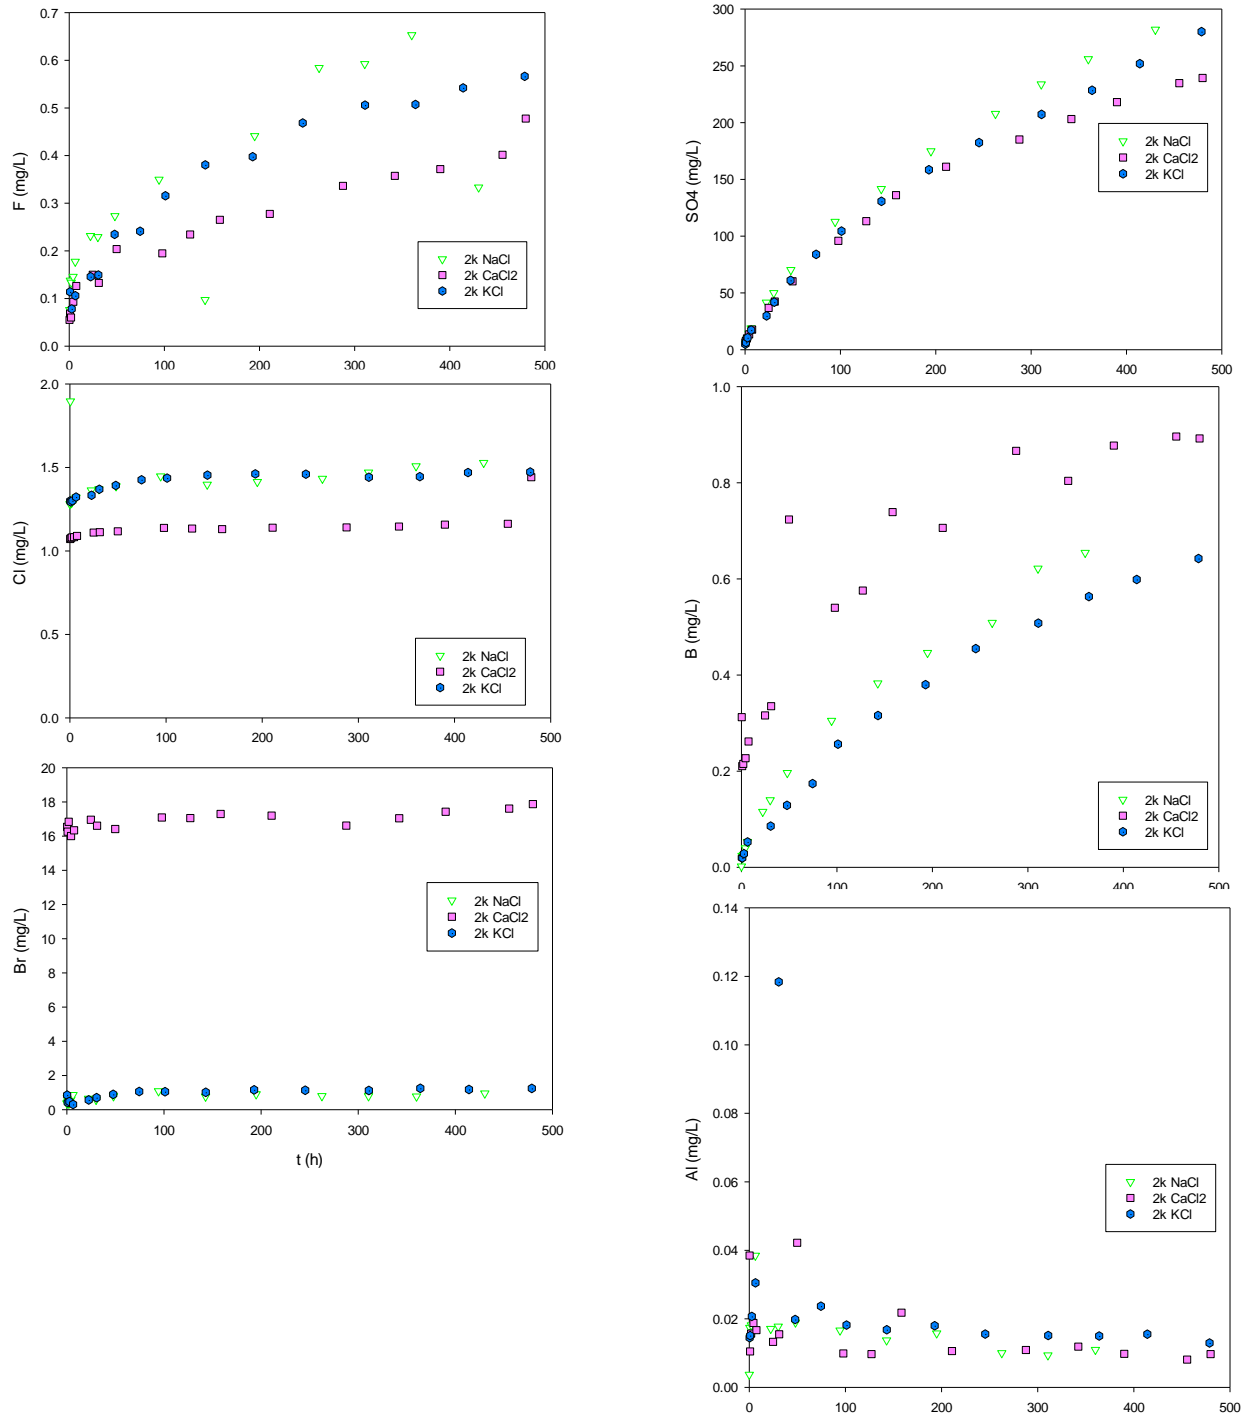 0.7
0.6
0.5
0.4
0.3
0.2
0.1
0.0
F (mg/L)
0 100 200 300 400 500
2k NaCl
2k CaCl2
2k KCl
300
250
200
150
100
50
0
SO4 (mg/L)
0 100 200 300 400 500
2k NaCl
2k CaCl2
2k KCl
2.0
1.5
1.0
0.5
0.0
Cl (mg/L)
0 100 200 300 400 500
2k NaCl
2k CaCl2
2k KCl
1.0
0.8
0.6
0.4
0.2
0.0
B (mg/L)
0 100 200 300 400 500
2k NaCl
2k CaCl2
2k KCl
20
18
16
14
12
10
8
6
4
2
0
Br (mg/L)
0 100 200 300 400 500
t (h)
2k NaCl
2k CaCl2
2k KCl
0.14
0.12
0.10
0.08
0.06
0.04
0.02
0.00
Al (mg/L)
0 100 200 300 400 500
2k NaCl
2k CaCl2
2k KCl